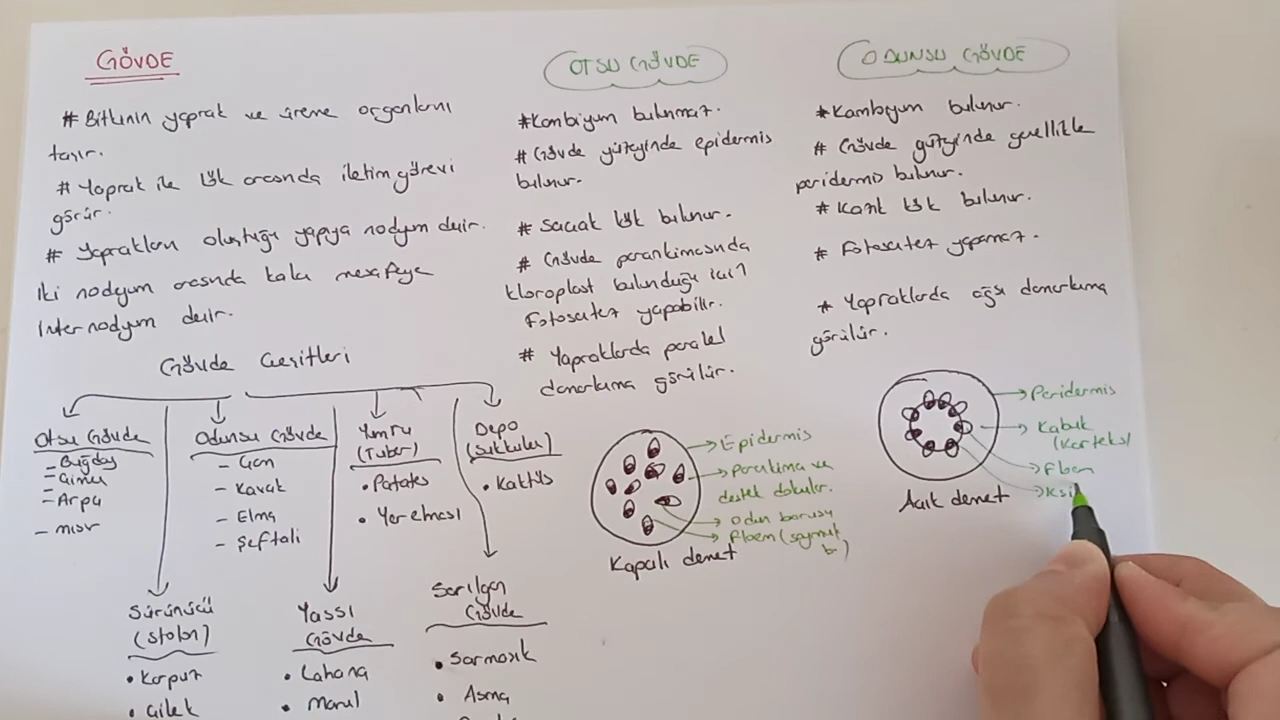 GÖVDE
# Bitkinin yaprak ve üreme organlarını
taşır.
# Yaprak ile kök arasında iletim görevi
görür.
# Yaprakların oluştuğu yapıya nodyum denir.
İki nodyum arasında kalan mesafeye
internodyum denir.
Gövde Çeşitleri
Otsu Gövde
- Buğday
- Çimen
- Arpa
- mısır
Odunsu Gövde
- Çam
- Kavak
- Elma
- Şeftali
Yumru
(Tuber)
• Patates
• Yer elması
Depo
(Sukkulen)
• Kaktüs
Sürünücü
(Stolon)
• Karpuz
• Çilek
Yassı
Gövde
• Lahana
• Marul
Sarılgan
Gövde
• Sarmaşık
• Asma
OTSU GÖVDE
* Kambiyum bulunmaz.
# Gövde yüzeyinde epidermis
bulunur.
# Saçak kök bulunur.
# Gövde parankimasında
kloroplast bulunduğu için
fotosentez yapabilir.
# Yapraklarda paralel
damarlanma görülür.
Epidermis
parankima ve
destek dokular.
odun borusu
floem (soymuk
b.)
Kapalı demet
ODUNSU GÖVDE
* Kambiyum bulunur.
# Gövde yüzeyinde genellikle
peridermis bulunur.
# Kazık kök bulunur.
# Fotosentez yapamaz.
* Yapraklarda ağsı damarlanma
görülür.
Peridermis
Kabuk
(Korteks)
floem
Ksi
Açık demet